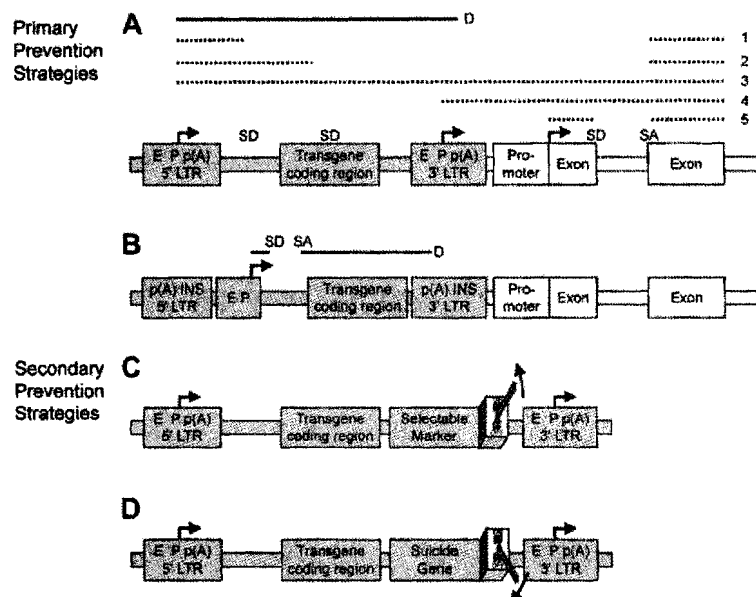 Primary
Prevention
Strategies
A
D
1
2
3
4
5
SD
SD
SD
SA
E P p(A)
5' LTR
Transgene
coding region
E P p(A)
3' LTR
Pro-
moter
Exon
Exon
B
SD
SA
D
p(A) INS
5' LTR
E P
Transgene
coding region
p(A) INS
3' LTR
Pro-
moter
Exon
Exon
Secondary
Prevention
Strategies
C
E P p(A)
5' LTR
Transgene
coding region
Selectable
Marker
E P p(A)
3' LTR
D
E P p(A)
5' LTR
Transgene
coding region
Suicide
Gene
E P p(A)
3' LTR